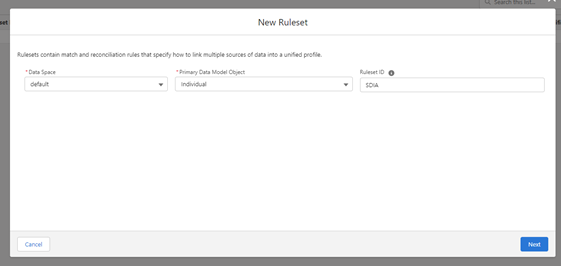 Search this list...
New Ruleset
Rulesets contain match and reconciliation rules that specify how to link multiple sources of data into a unified profile.
* Data Space
default
* Primary Data Model Object
Individual
Ruleset ID
SDIA
Cancel
Next